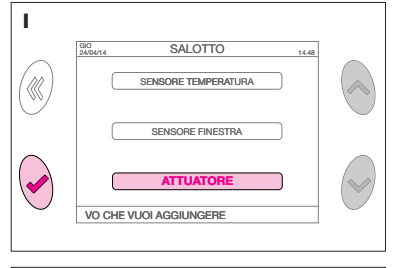 I
GIO
24/04/14 SALOTTO 14.48
SENSORE TEMPERATURA
SENSORE FINESTRA
ATTUATORE
VO CHE VUOI AGGIUNGERE